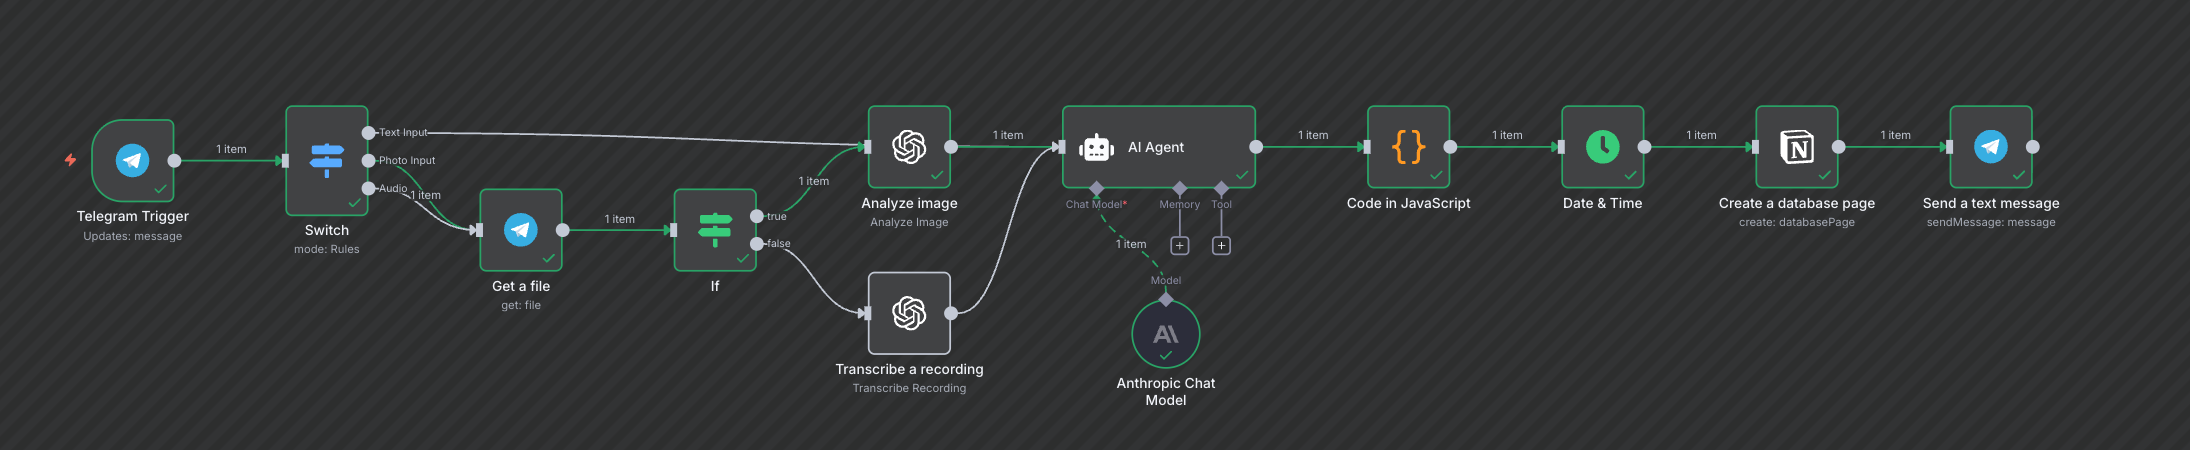 Telegram Trigger
Updates: message
1 item
Switch
mode: Rules
Text Input
Photo Input
Audio
1 item
Get a file
get: file
1 item
If
true
false
1 item
Analyze image
Analyze Image
Transcribe a recording
Transcribe Recording
1 item
AI Agent
Chat Model*
Memory
Tool
+
+
1 item
Model
Anthropic Chat
Model
1 item
{}
Code in JavaScript
1 item
Date & Time
1 item
Create a database page
create: databasePage
1 item
Send a text message
sendMessage: message